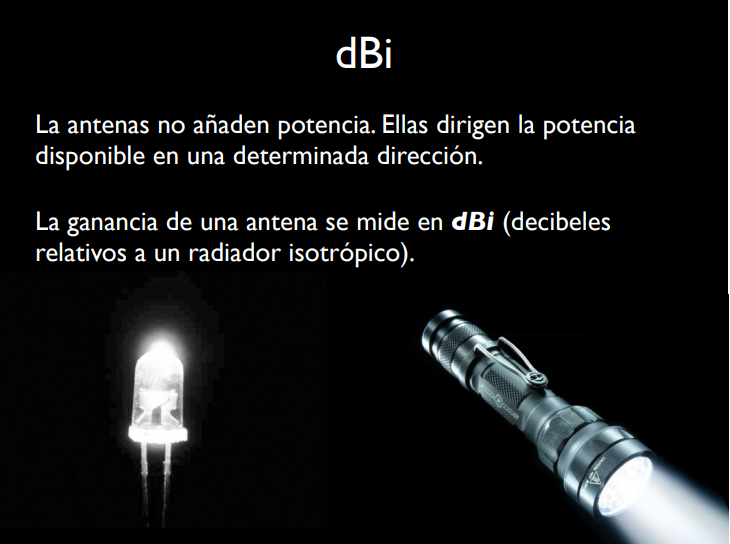 dBi
La antenas no añaden potencia. Ellas dirigen la potencia
disponible en una determinada dirección.
La ganancia de una antena se mide en dBi (decibeles
relativos a un radiador isotrópico).